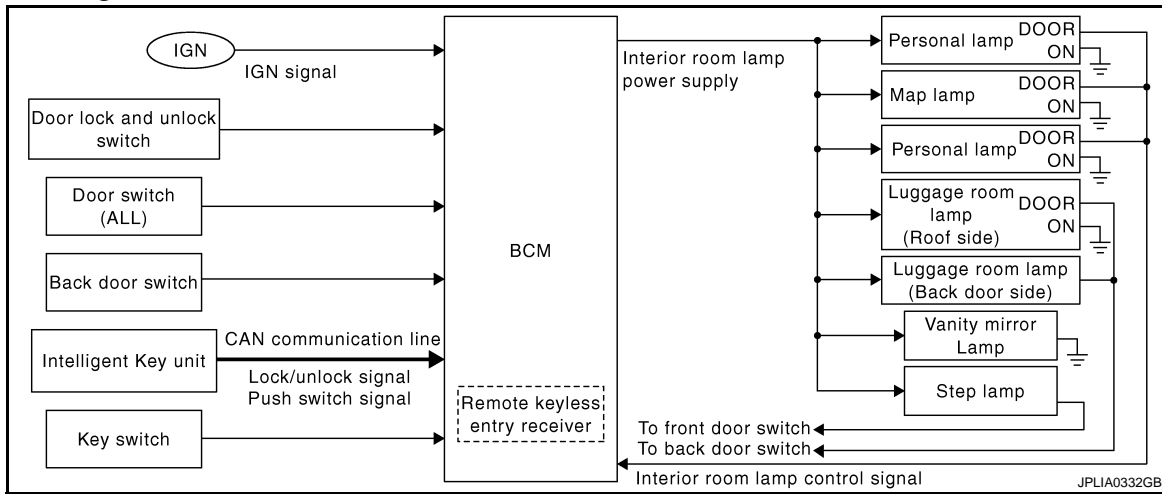 IGN
IGN signal
Door lock and unlock
switch
Door switch
(ALL)
Back door switch
CAN communication line
Intelligent Key unit
Lock/unlock signal
Push switch signal
Key switch
BCM
Remote keyless
entry receiver
Interior room lamp
power supply
Personal lamp DOOR
ON
Map lamp DOOR
ON
Personal lamp DOOR
ON
Luggage room
lamp DOOR
(Roof side) ON
Luggage room lamp
(Back door side)
Vanity mirror
Lamp
Step lamp
To front door switch
To back door switch
Interior room lamp control signal
JPLIA0332GB